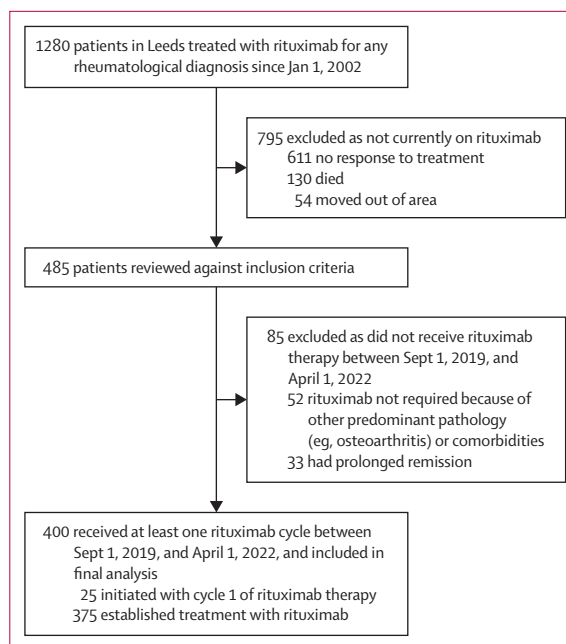 1280 patients in Leeds treated with rituximab for any
rheumatological diagnosis since Jan 1, 2002
795 excluded as not currently on rituximab
611 no response to treatment
130 died
54 moved out of area
485 patients reviewed against inclusion criteria
85 excluded as did not receive rituximab
therapy between Sept 1, 2019, and
April 1, 2022
52 rituximab not required because of
other predominant pathology
(eg, osteoarthritis) or comorbidities
33 had prolonged remission
400 received at least one rituximab cycle between
Sept 1, 2019, and April 1, 2022, and included in
final analysis
25 initiated with cycle 1 of rituximab therapy
375 established treatment with rituximab